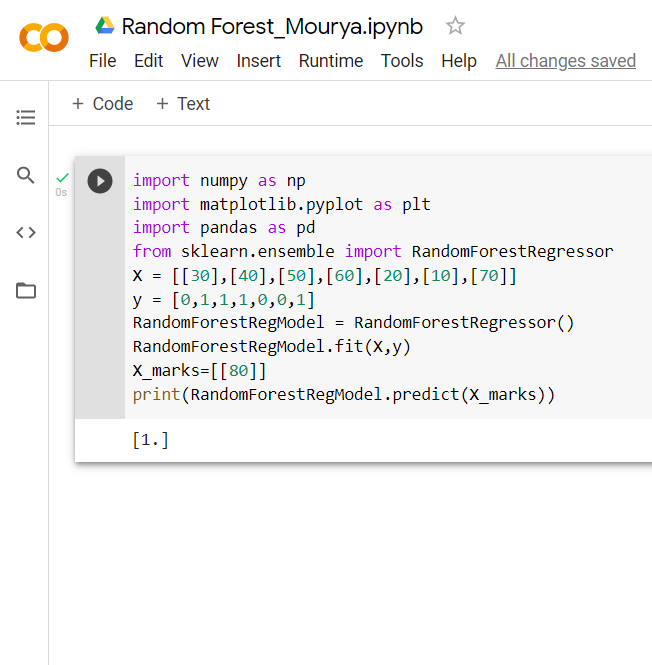 Random Forest_Mourya.ipynb
File Edit View Insert Runtime Tools Help All changes saved
+ Code + Text
0s
import numpy as np
import matplotlib.pyplot as plt
import pandas as pd
from sklearn.ensemble import RandomForestRegressor
X = [[30],[40],[50],[60],[20],[10],[70]]
y = [0,1,1,1,0,0,1]
RandomForestRegModel = RandomForestRegressor()
RandomForestRegModel.fit(X,y)
X_marks=[[80]]
print(RandomForestRegModel.predict(X_marks))
[1.]